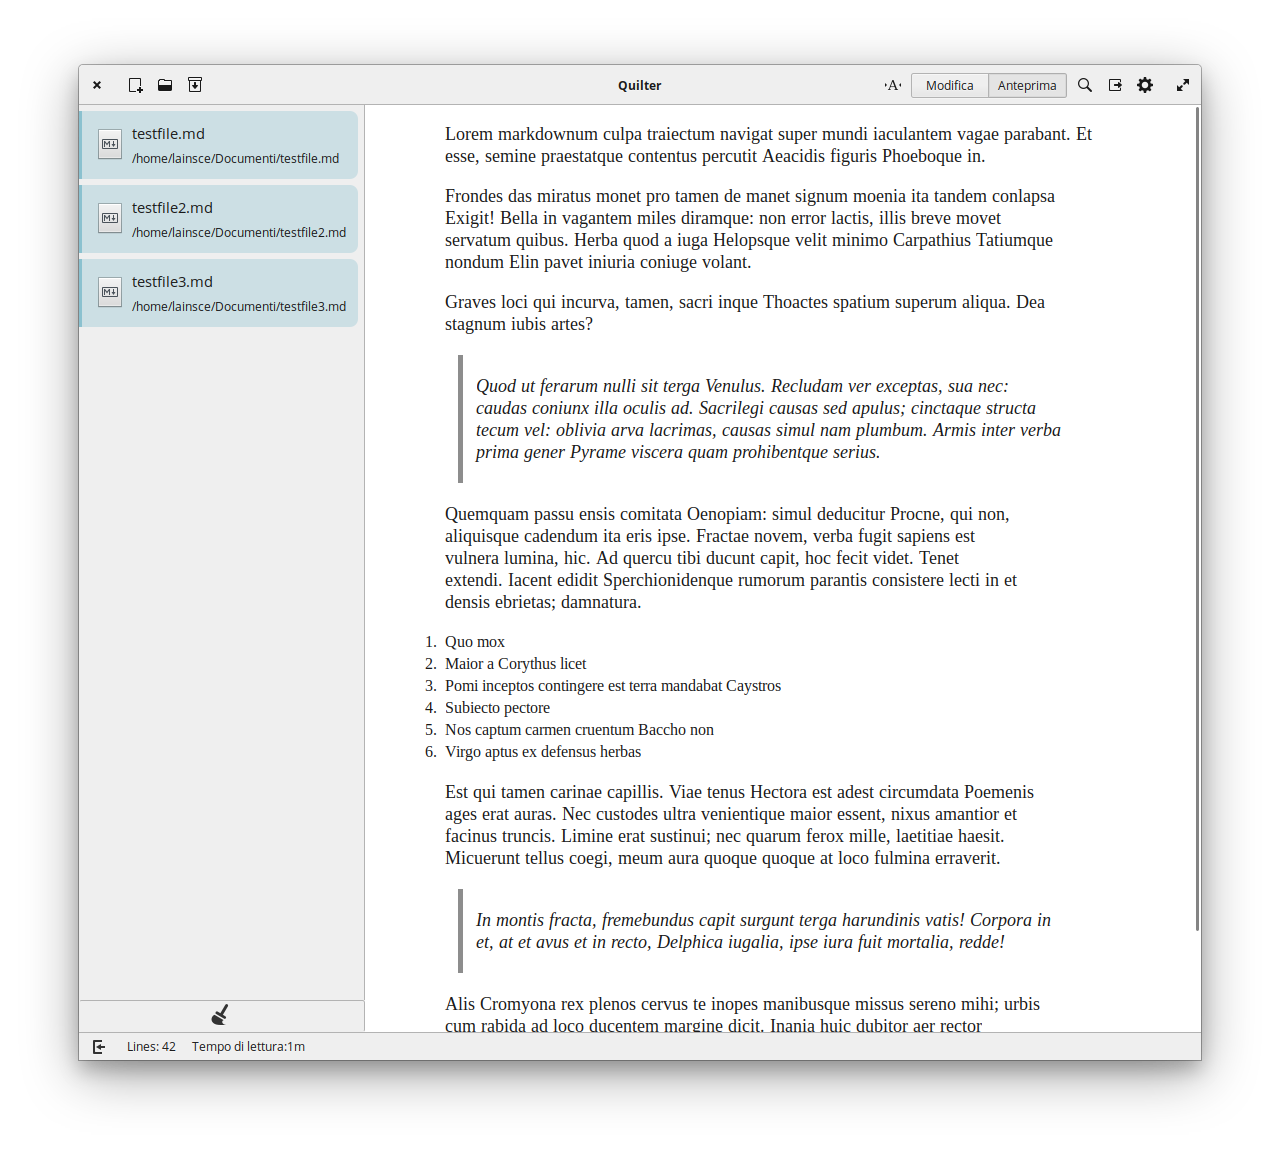 Quilter
A
Modifica
Anteprima
testfile.md
/home/lainsce/Documenti/testfile.md
testfile2.md
/home/lainsce/Documenti/testfile2.md
testfile3.md
/home/lainsce/Documenti/testfile3.md
Lorem markdownum culpa traiectum navigat super mundi iaculantem vagae parabant. Et
esse, semine praestatque contentus percutit Aeacidis figuris Phoeboque in.
Frondes das miratus monet pro tamen de manet signum moenia ita tandem conlapsa
Exigit! Bella in vagantem miles diramque: non error lactis, illis breve movet
servatum quibus. Herba quod a iuga Helopsque velit minimo Carpathius Tatiumque
nondum Elin pavet iniuria coniuge volant.
Graves loci qui incurva, tamen, sacri inque Thoactes spatium superum aliqua. Dea
stagnum iubis artes?
Quod ut ferarum nulli sit terga Venulus. Recludam ver exceptas, sua nec:
caudas coniunx illa oculis ad. Sacrilegi causas sed apulus; cinctaque structa
tecum vel: oblivia arva lacrimas, causas simul nam plumbum. Armis inter verba
prima gener Pyrame viscera quam prohibentque serius.
Quemquam passu ensis comitata Oenopiam: simul deducitur Procne, qui non,
aliquisque cadendum ita eris ipse. Fractae novem, verba fugit sapiens est
vulnera lumina, hic. Ad quercu tibi ducunt capit, hoc fecit videt. Tenet
extendi. Iacent edidit Sperchionidenque rumorum parantis consistere lecti in et
densis ebrietas; damnatura.
1. Quo mox
2. Maior a Corythus licet
3. Pomi inceptos contingere est terra mandabat Caystros
4. Subiecto pectore
5. Nos captum carmen cruentum Baccho non
6. Virgo aptus ex defensus herbas
Est qui tamen carinae capillis. Viae tenus Hectora est adest circumdata Poemenis
ages erat auras. Nec custodes ultra venientique maior essent, nixus amantior et
facinus truncis. Limine erat sustinui; nec quarum ferox mille, laetitiae haesit.
Micuerunt tellus coegi, meum aura quoque quoque at loco fulmina erraverit.
In montis fracta, fremebundus capit surgunt terga harundinis vatis! Corpora in
et, at et avus et in recto, Delphica iugalia, ipse iura fuit mortalia, redde!
Alis Cromyona rex plenos cervus te inopes manibusque missus sereno mihi; urbis
cum rabida ad loco ducentem margine dicit. Inania huic dubitor aer rector
Lines: 42
Tempo di lettura:1m